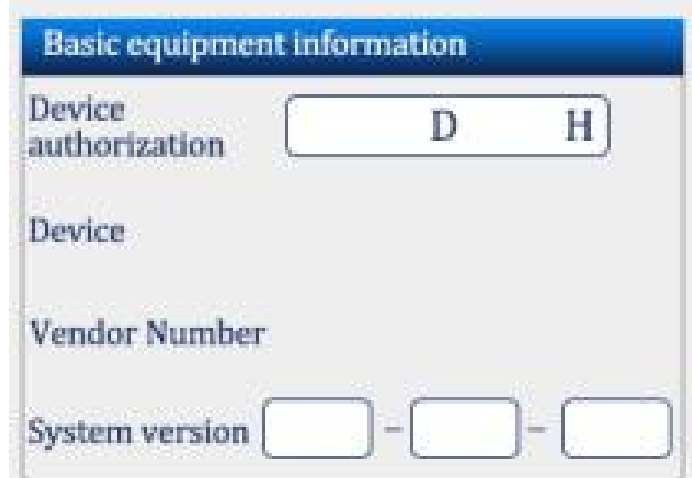 Basic equipment information
Device
authorization
D H
Device
Vendor Number
System version - -